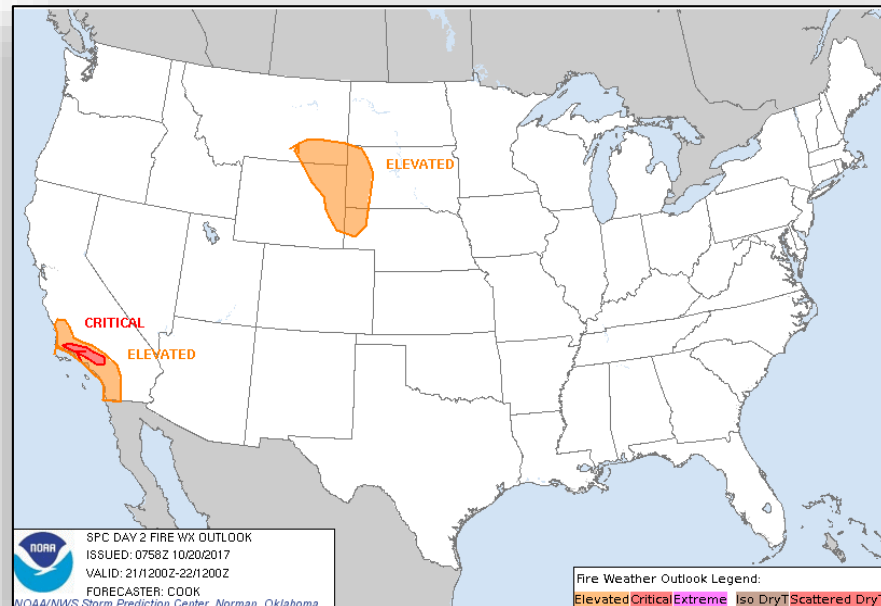 ELEVATED
CRITICAL
ELEVATED
NOAA
SPC DAY 2 FIRE WX OUTLOOK
ISSUED: 0758Z 10/20/2017
VALID: 21/1200Z-22/1200Z
FORECASTER: COOK
NOAA/NWS Storm Prediction Center, Norman, Oklahoma
Fire Weather Outlook Legend:
Elevated Critical Extreme Iso DryT Scattered DryT